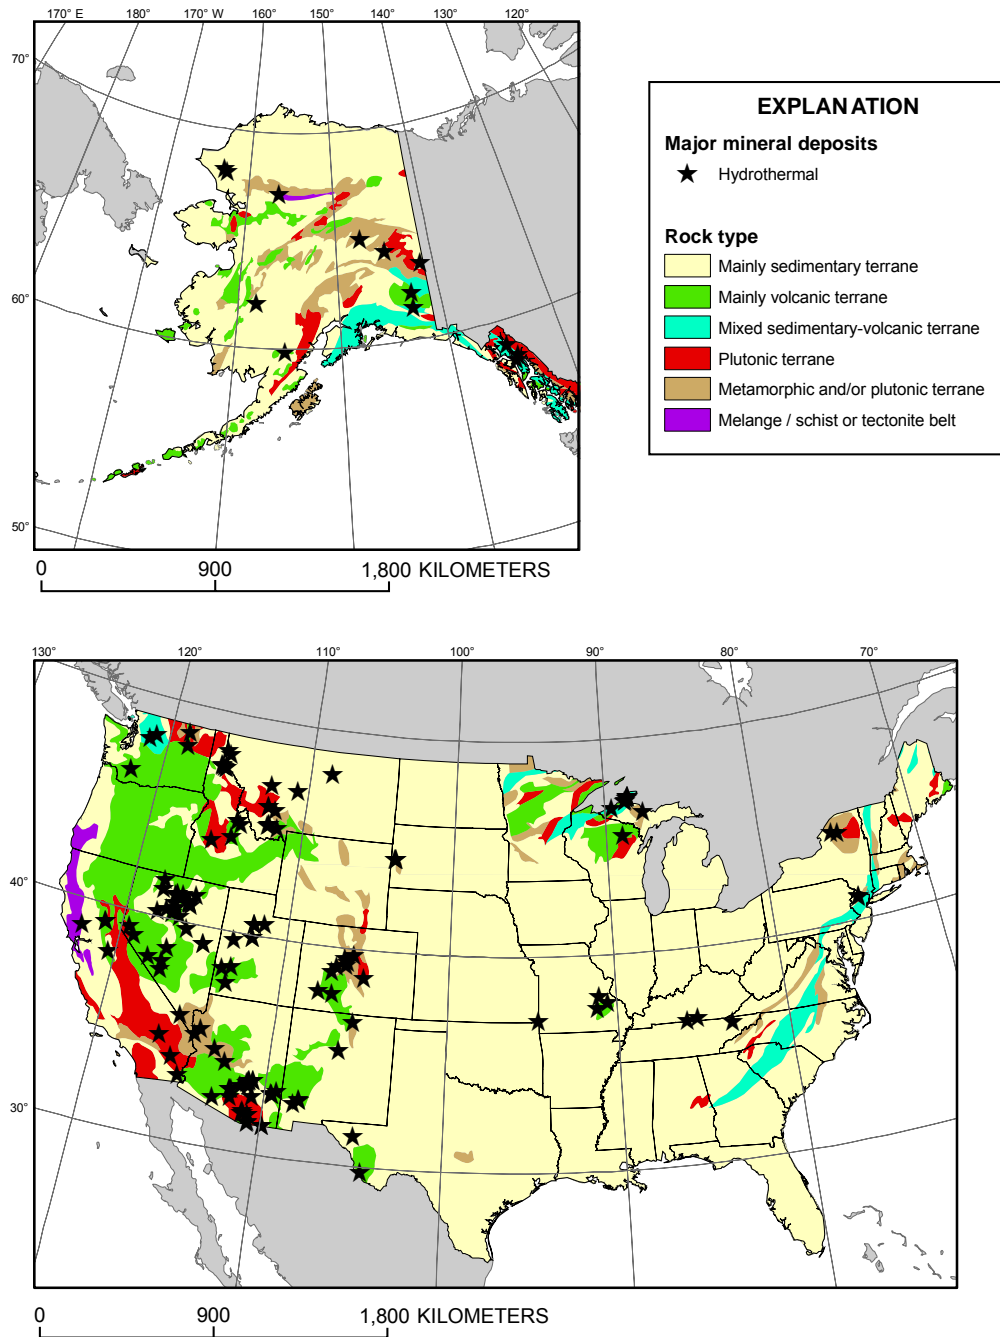 170° E 180° 170° W 160° 150° 140° 130° 120°
70°
60°
50°
0 900 1,800 KILOMETERS
EXPLANATION
Major mineral deposits
Hydrothermal
Rock type
Mainly sedimentary terrane
Mainly volcanic terrane
Mixed sedimentary-volcanic terrane
Plutonic terrane
Metamorphic and/or plutonic terrane
Melange / schist or tectonite belt
130° 120° 110° 100° 90° 80° 70°
40°
30°
0 900 1,800 KILOMETERS